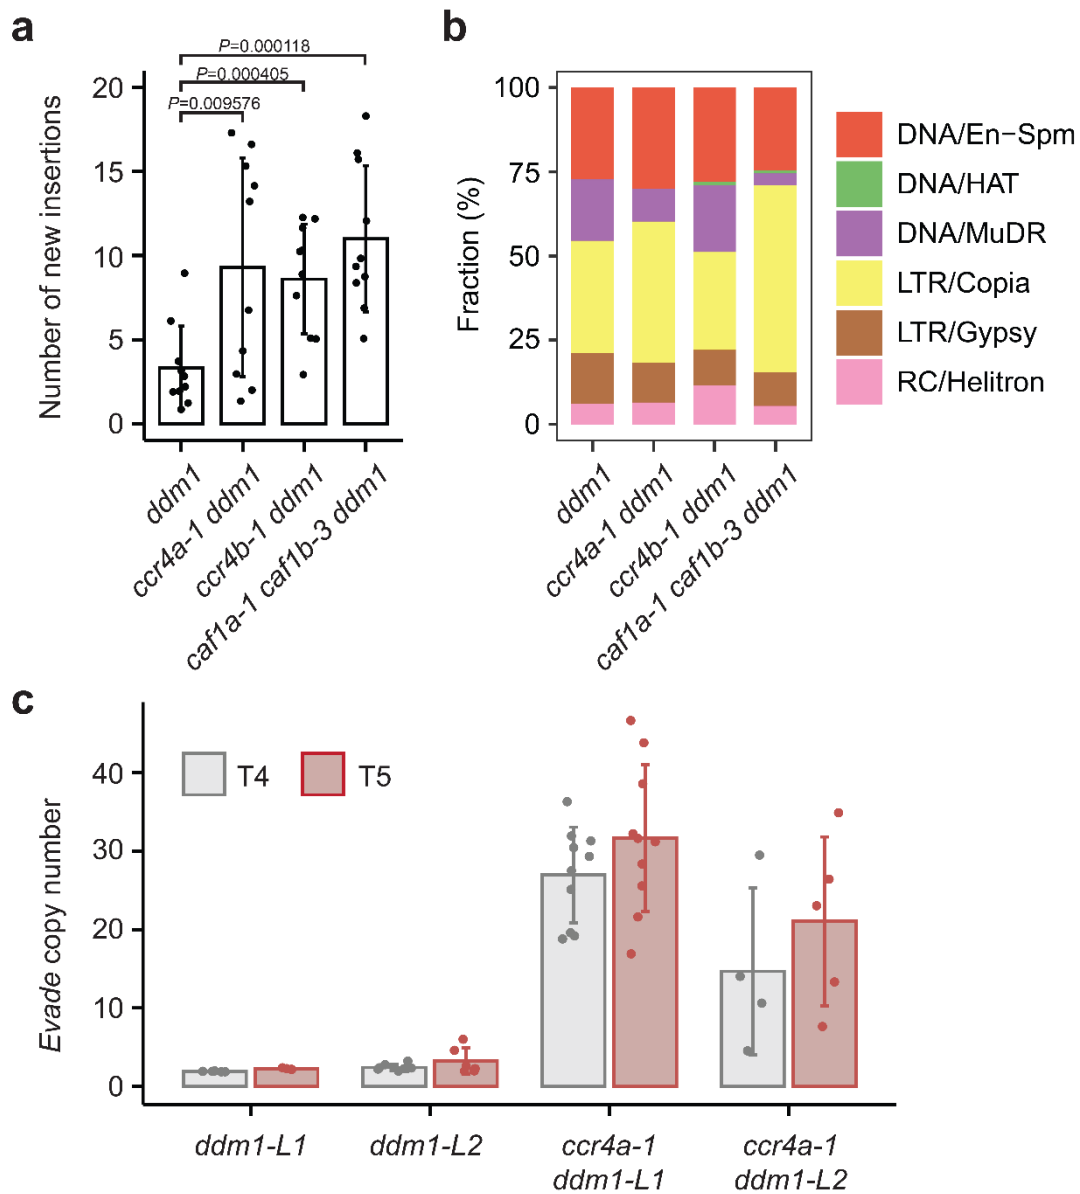 a
b
P=0.000118
P=0.000405
P=0.009576
20
15
10
5
0
Number of new insertions
ddm1
ccr4a-1 ddm1
ccr4b-1 ddm1
caf1a-1 caf1b-3 ddm1
100
75
50
25
0
Fraction (%)
ddm1
ccr4a-1 ddm1
ccr4b-1 ddm1
caf1a-1 caf1b-3 ddm1
DNA/En−Spm
DNA/HAT
DNA/MuDR
LTR/Copia
LTR/Gypsy
RC/Helitron
c
T4
T5
40
30
20
10
0
Evade copy number
ddm1-L1
ddm1-L2
ccr4a-1
ddm1-L1
ccr4a-1
ddm1-L2